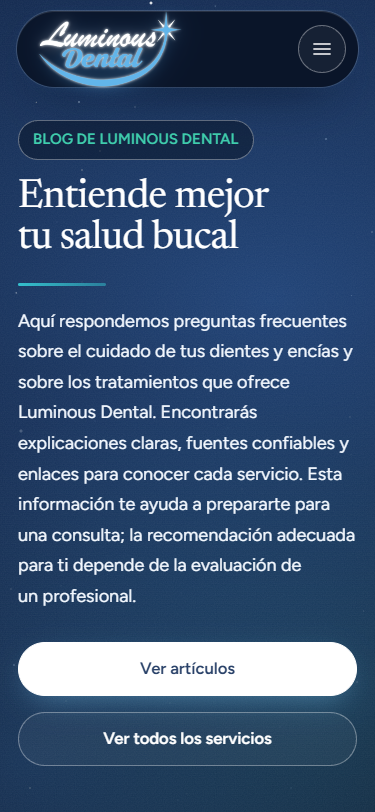 Luminous
Dental
BLOG DE LUMINOUS DENTAL
Entiende mejor
tu salud bucal
Aquí respondemos preguntas frecuentes
sobre el cuidado de tus dientes y encías y
sobre los tratamientos que ofrece
Luminous Dental. Encontrarás
explicaciones claras, fuentes confiables y
enlaces para conocer cada servicio. Esta
información te ayuda a prepararte para
una consulta; la recomendación adecuada
para ti depende de la evaluación de
un profesional.
Ver artículos
Ver todos los servicios